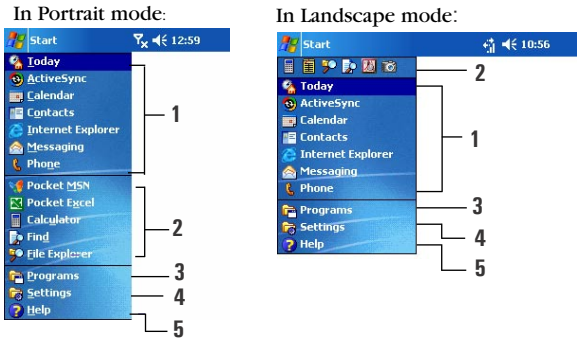 In Portrait mode:
Start 12:59
Today
ActiveSync
Calendar
Contacts
Internet Explorer
Messaging
Phone
1
Pocket MSN
Pocket Excel
Calculator
Find
File Explorer
2
Programs
3
Settings
4
Help
5
In Landscape mode:
Start 10:56
2
Today
ActiveSync
Calendar
Contacts
Internet Explorer
Messaging
Phone
1
Programs
3
Settings
4
Help
5